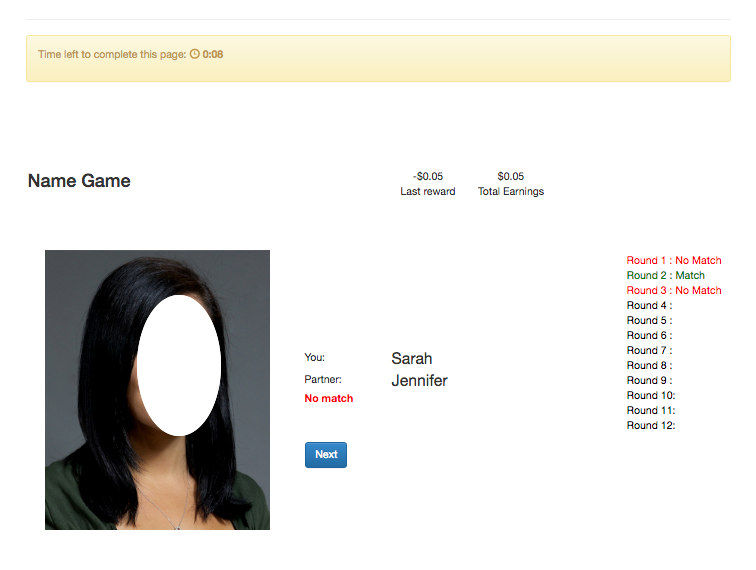 Time left to complete this page: 0:08
Name Game
-$0.05 $0.05
Last reward Total Earnings
Round 1 : No Match
Round 2 : Match
Round 3 : No Match
Round 4 :
Round 5 :
Round 6 :
Round 7 :
Round 8 :
Round 9 :
Round 10:
Round 11:
Round 12:
You: Sarah
Partner: Jennifer
No match
Next